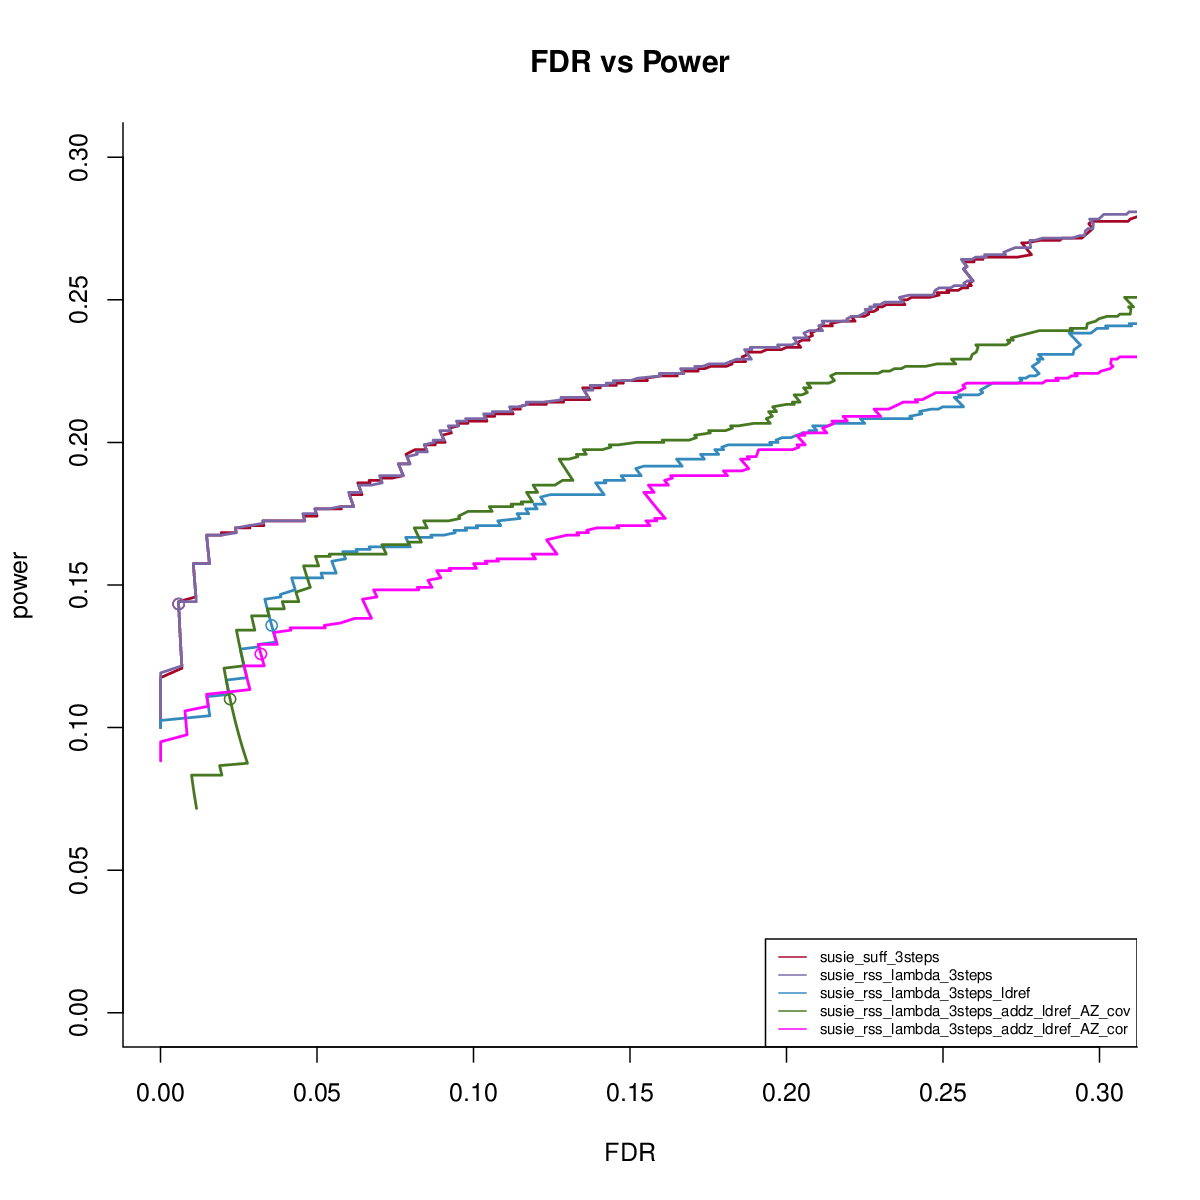 FDR vs Power
0.30
0.25
0.20
0.15
0.10
0.05
0.00
power
0.00 0.05 0.10 0.15 0.20 0.25 0.30
FDR
susie_suff_3steps
susie_rss_lambda_3steps
susie_rss_lambda_3steps_ldref
susie_rss_lambda_3steps_addz_ldref_AZ_cov
susie_rss_lambda_3steps_addz_ldref_AZ_cor